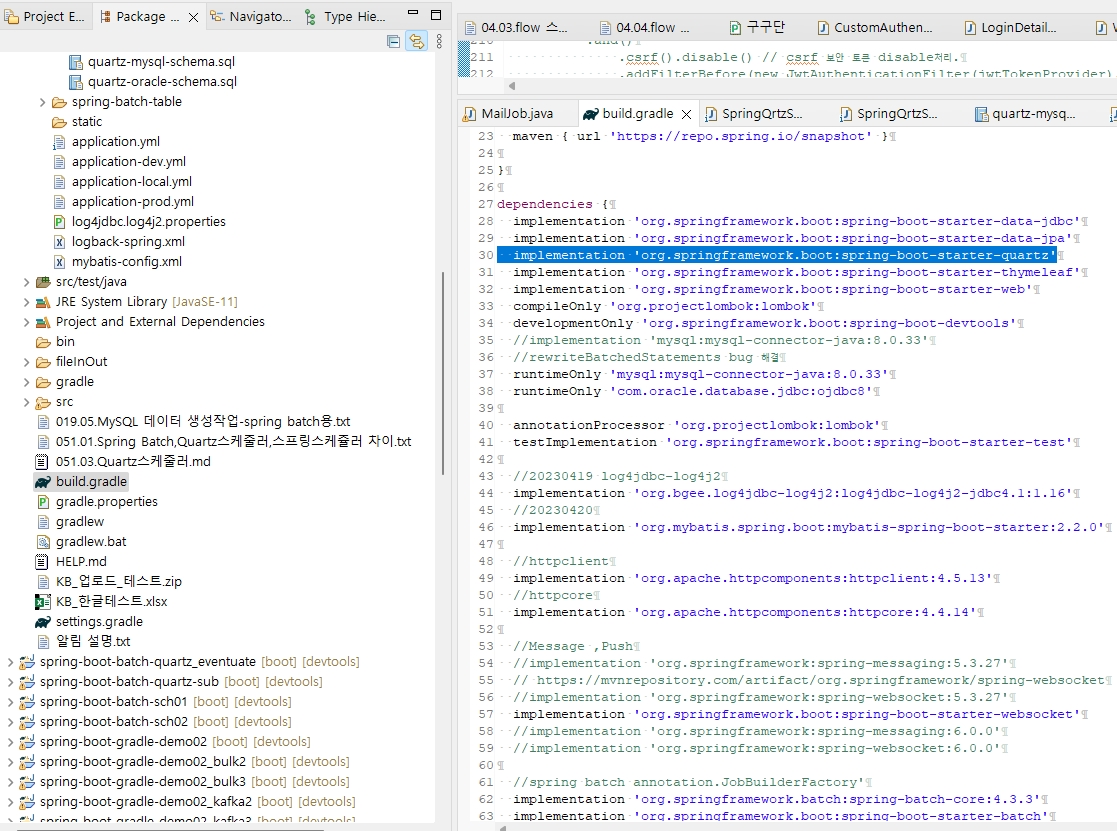 Project E...
Package ...
Navigato...
Type Hie...
quartz-mysql-schema.sql
quartz-oracle-schema.sql
spring-batch-table
static
application.yml
application-dev.yml
application-local.yml
application-prod.yml
log4jdbc.log4j2.properties
logback-spring.xml
mybatis-config.xml
src/test/java
JRE System Library [JavaSE-11]
Project and External Dependencies
bin
fileInOut
gradle
src
019.05.MySQL 데이터 생성작업-spring batch용.txt
051.01.Spring Batch,Quartz스케줄러,스프링스케쥴러 차이.txt
051.03.Quartz스케줄러.md
build.gradle
gradle.properties
gradlew
gradlew.bat
HELP.md
KB_업로드_테스트.zip
KB_한글테스트.xlsx
settings.gradle
알림 설명.txt
spring-boot-batch-quartz_eventuate [boot] [devtools]
spring-boot-batch-quartz-sub [boot] [devtools]
spring-boot-batch-sch01 [boot] [devtools]
spring-boot-batch-sch02 [boot] [devtools]
spring-boot-gradle-demo02 [boot] [devtools]
spring-boot-gradle-demo02_bulk2 [boot] [devtools]
spring-boot-gradle-demo02_bulk3 [boot] [devtools]
spring-boot-gradle-demo02_kafka2 [boot] [devtools]
spring-boot-gradle-demo02_kafka3 [boot] [devtools]
04.03.flow 스...
04.04.flow ...
구구단
CustomAuthen...
LoginDetail...
210 .and()
211 .csrf().disable() // csrf 보안 토큰 disable처리.¶
212 .addFilterBefore(new JwtAuthenticationFilter(jwtTokenProvider)
MailJob.java
build.gradle
SpringQrtzS...
SpringQrtzS...
quartz-mysq...
23 maven { url 'https://repo.spring.io/snapshot' }¶
24 ¶
25 }¶
26 ¶
27 dependencies {¶
28 implementation 'org.springframework.boot:spring-boot-starter-data-jdbc'¶
29 implementation 'org.springframework.boot:spring-boot-starter-data-jpa'¶
30 implementation 'org.springframework.boot:spring-boot-starter-quartz'¶
31 implementation 'org.springframework.boot:spring-boot-starter-thymeleaf'¶
32 implementation 'org.springframework.boot:spring-boot-starter-web'¶
33 compileOnly 'org.projectlombok:lombok'¶
34 developmentOnly 'org.springframework.boot:spring-boot-devtools'¶
35 //implementation 'mysql:mysql-connector-java:8.0.33'¶
36 //rewriteBatchedStatements bug 해결¶
37 runtimeOnly 'mysql:mysql-connector-java:8.0.33'¶
38 runtimeOnly 'com.oracle.database.jdbc:ojdbc8'¶
39 ¶
40 annotationProcessor 'org.projectlombok:lombok'¶
41 testImplementation 'org.springframework.boot:spring-boot-starter-test'¶
42 ¶
43 //20230419 log4jdbc-log4j2¶
44 implementation 'org.bgee.log4jdbc-log4j2:log4jdbc-log4j2-jdbc4.1:1.16'¶
45 //20230420¶
46 implementation 'org.mybatis.spring.boot:mybatis-spring-boot-starter:2.2.0'¶
47 ¶
48 //httpclient¶
49 implementation 'org.apache.httpcomponents:httpclient:4.5.13'¶
50 //httpcore¶
51 implementation 'org.apache.httpcomponents:httpcore:4.4.14'¶
52 ¶
53 //Message ,Push¶
54 //implementation 'org.springframework:spring-messaging:5.3.27'¶
55 // https://mvnrepository.com/artifact/org.springframework/spring-websocket¶
56 //implementation 'org.springframework:spring-websocket:5.3.27'¶
57 implementation 'org.springframework.boot:spring-boot-starter-websocket'¶
58 //implementation 'org.springframework:spring-messaging:6.0.0'¶
59 //implementation 'org.springframework:spring-websocket:6.0.0'¶
60 ¶
61 //spring batch annotation.JobBuilderFactory'¶
62 implementation 'org.springframework.batch:spring-batch-core:4.3.3'¶
63 implementation 'org.springframework.boot:spring-boot-starter-batch'¶